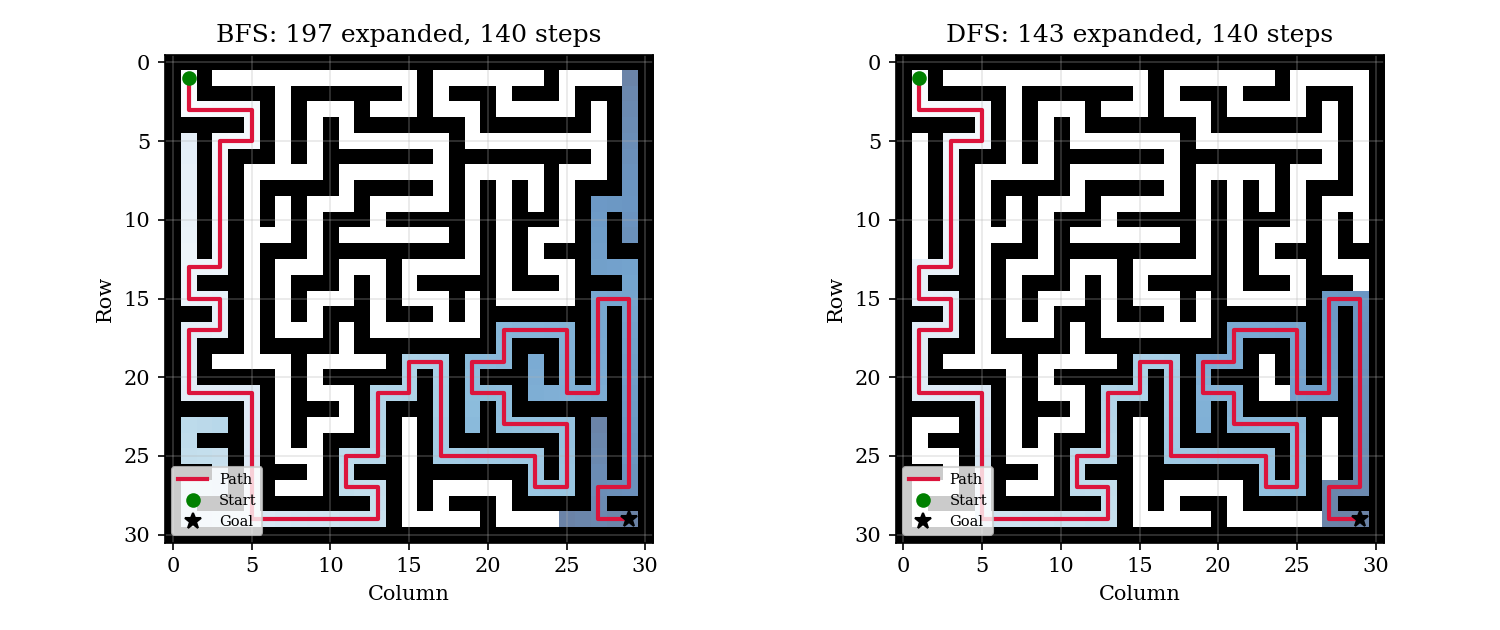 BFS: 197 expanded, 140 steps
0
5
10
15
20
25
30
Row
Path
Start
Goal
0 5 10 15 20 25 30
Column
DFS: 143 expanded, 140 steps
0
5
10
15
20
25
30
Row
Path
Start
Goal
0 5 10 15 20 25 30
Column